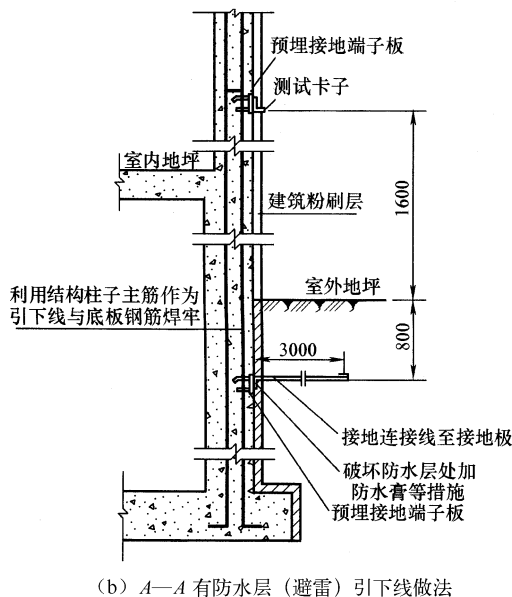 预埋接地端子板
测试卡子
室内地坪
建筑粉刷层
1600
室外地坪
利用结构柱子主筋作为
引下线与底板钢筋焊牢
800
3000
接地连接线至接地极
破坏防水层处加
防水膏等措施
预埋接地端子板
（b）A—A 有防水层（避雷）引下线做法